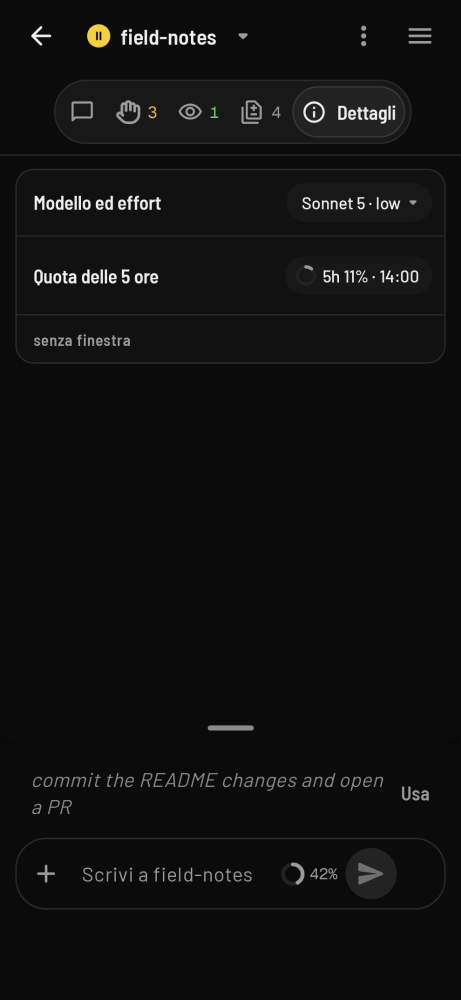 field-notes
3
1
4
Dettagli
Modello ed effort
Sonnet 5 · low
Quota delle 5 ore
5h 11% · 14:00
senza finestra
commit the README changes and open
a PR
Usa
Scrivi a field-notes
42%